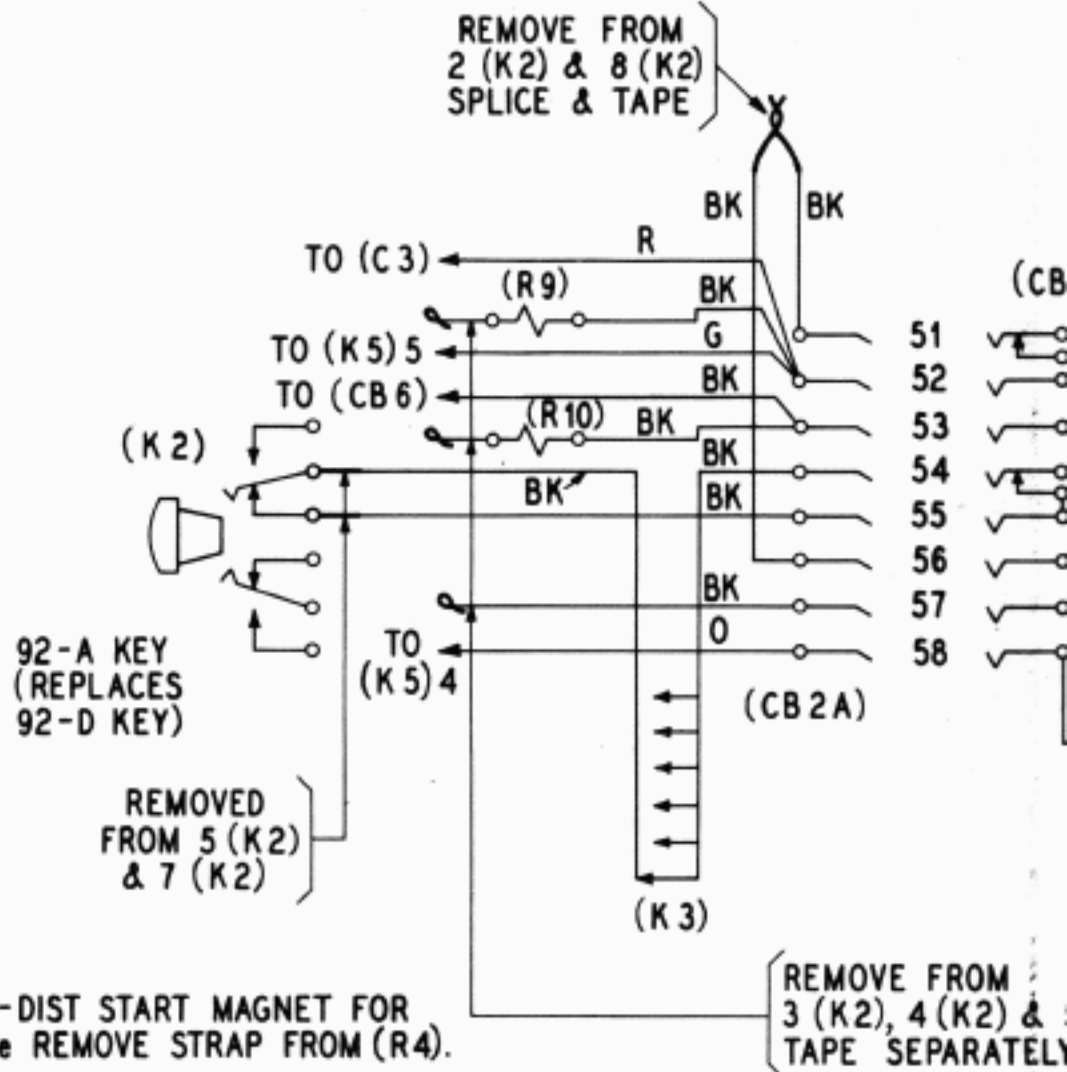 REMOVE FROM
2 (K2) & 8 (K2)
SPLICE & TAPE
BK
BK
R
TO (C3)
(R9)
BK
(CB
G
51
TO (K5) 5
BK
52
TO (CB6)
(R10)
BK
53
(K2)
BK
54
BK
BK
55
56
BK
57
92-A KEY
(REPLACES
92-D KEY)
TO
(K5) 4
O
58
(CB2A)
REMOVED
FROM 5 (K2)
& 7 (K2)
(K3)
-DIST START MAGNET FOR
e REMOVE STRAP FROM (R4).
REMOVE FROM
3 (K2), 4 (K2) &
TAPE SEPARATELY